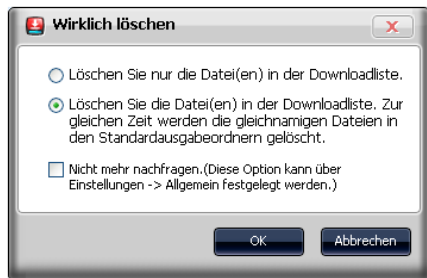 Wirklich löschen
Löschen Sie nur die Datei(en) in der Downloadliste.
Löschen Sie die Datei(en) in der Downloadliste. Zur
gleichen Zeit werden die gleichnamigen Dateien in
den Standardausgabeordnern gelöscht.
Nicht mehr nachfragen.(Diese Option kann über
Einstellungen -> Allgemein festgelegt werden.)
OK
Abbrechen